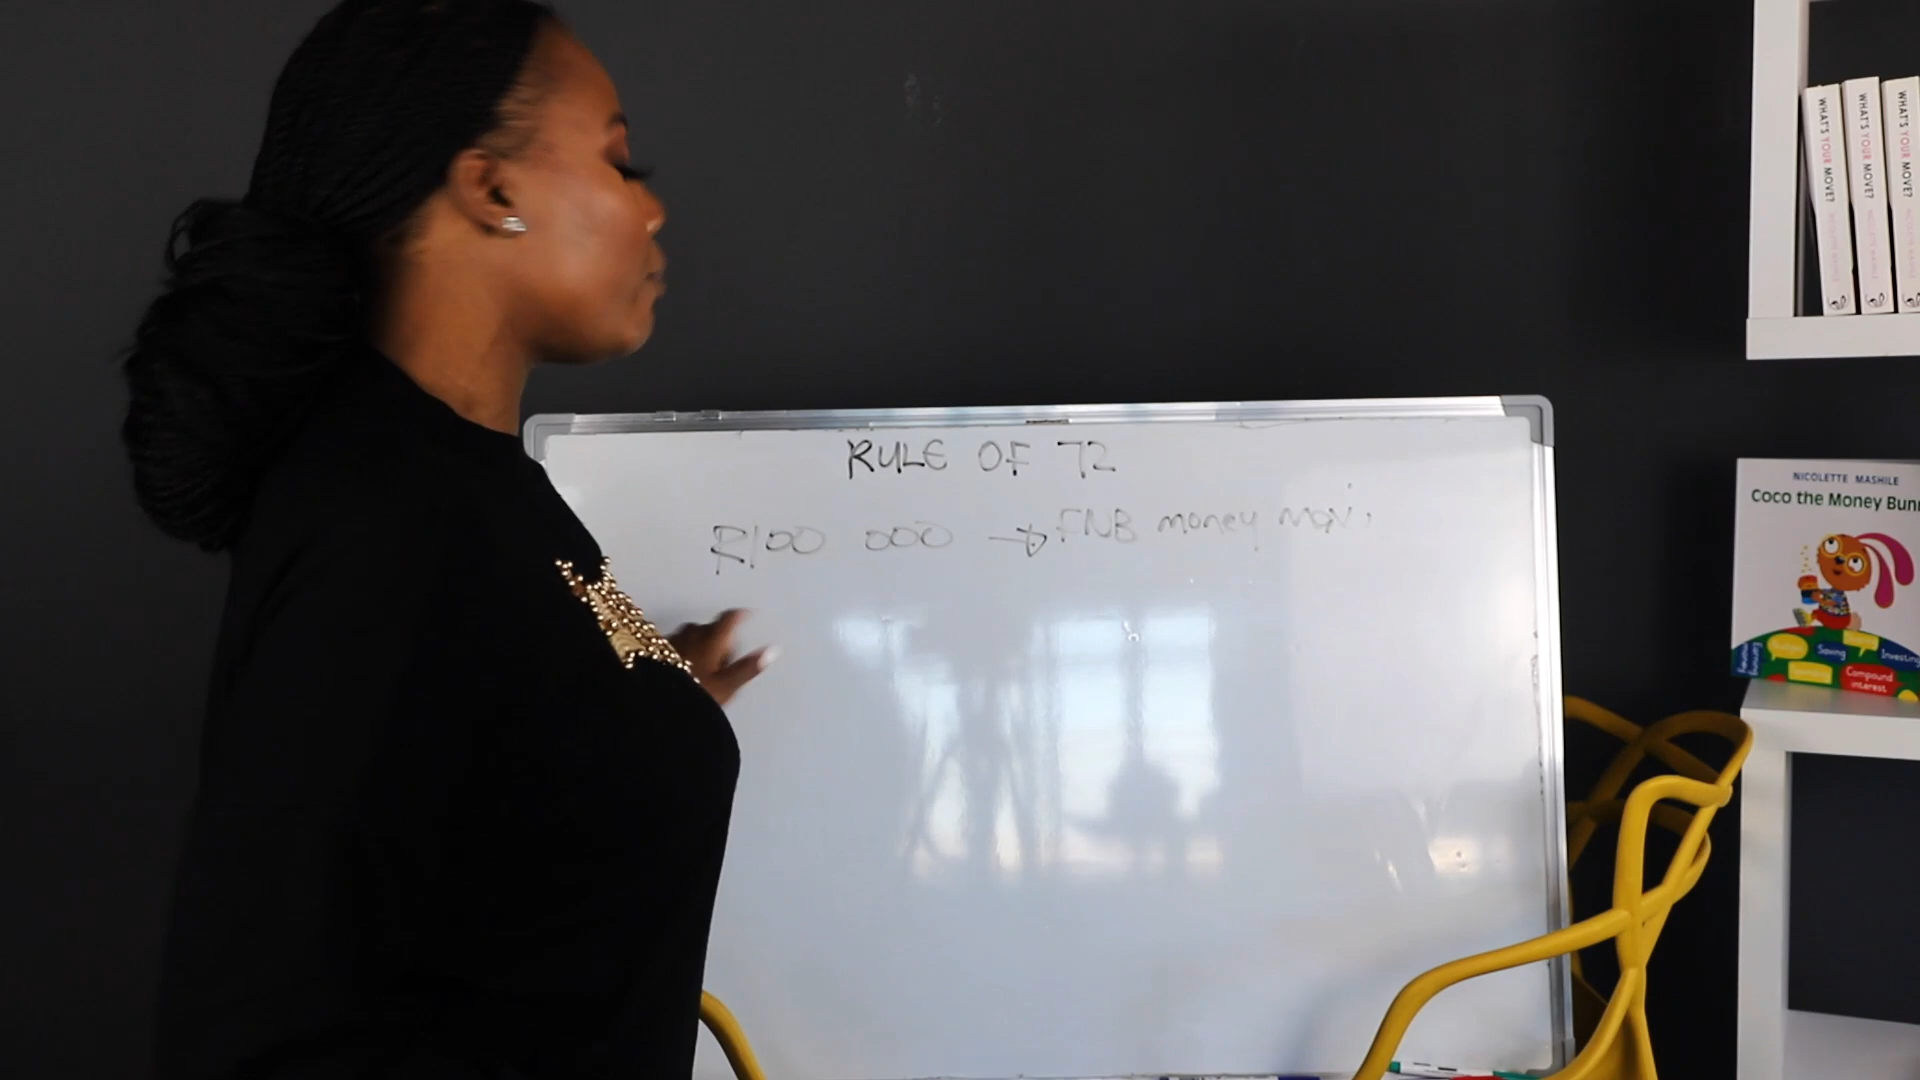 RULE OF 72
R100 000 → FNB money
WHAT'S YOUR MOVE?
WHAT'S YOUR MOVE?
WHAT'S YOUR MOVE?
NICOLETTE MASHILE
Coco the Money Bunn
Saving
Investing
Compound
interest